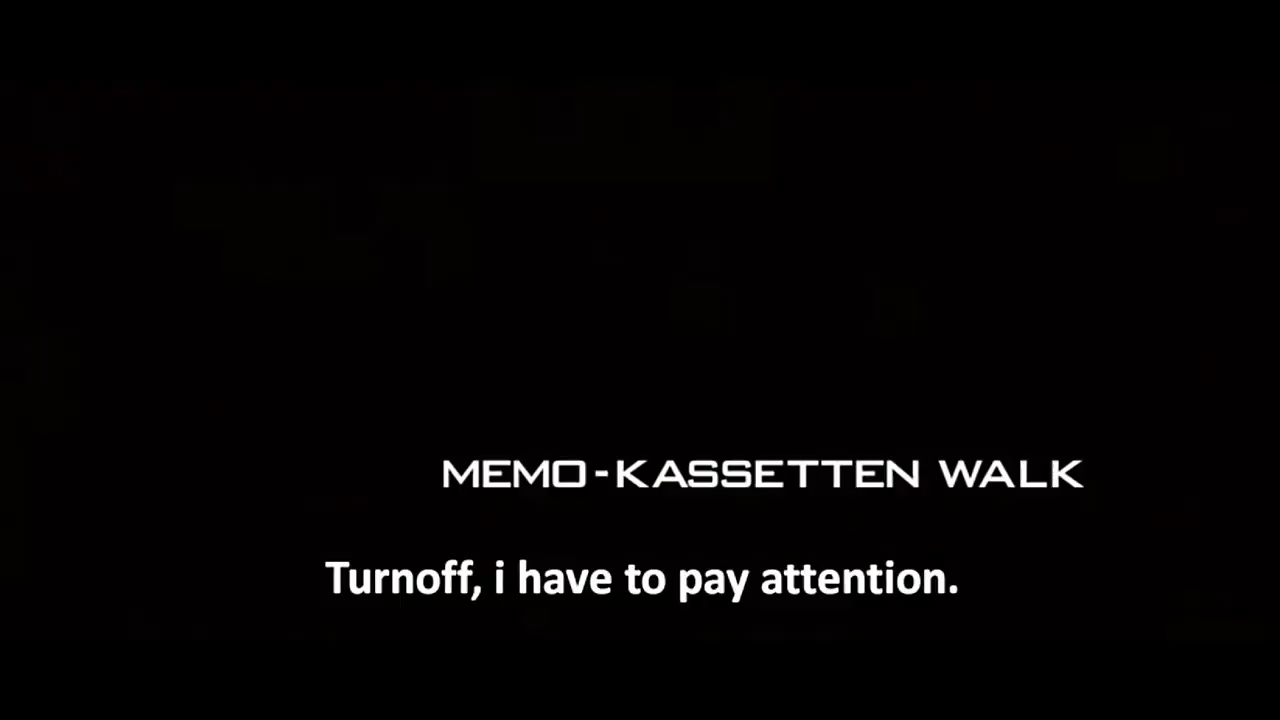 MEMO-KASSETTEN WALK
Turnoff, i have to pay attention.